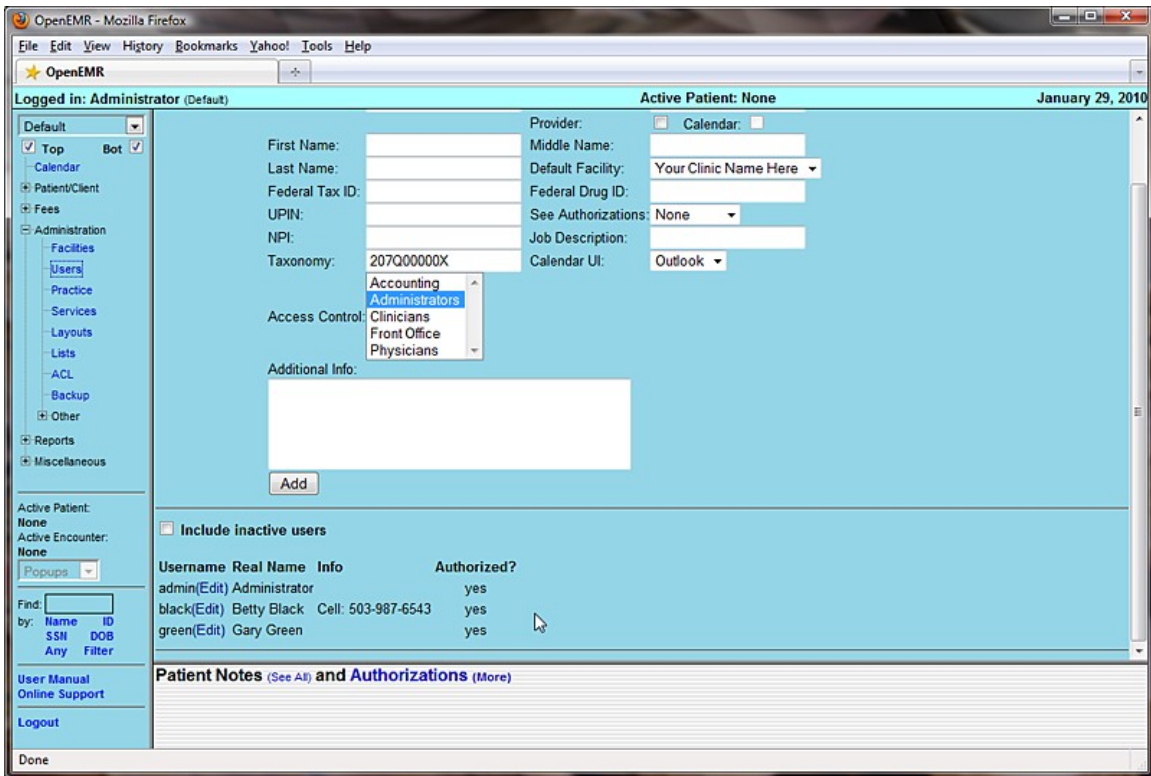 OpenEMR - Mozilla Firefox
File Edit View History Bookmarks Yahoo! Tools Help
OpenEMR
Logged in: Administrator (Default) Active Patient: None January 29, 2010
Default
Top Bot
Calendar
Patient/Client
Fees
Administration
Facilities
Users
Practice
Services
Layouts
Lists
ACL
Backup
Other
Reports
Miscellaneous
Active Patient:
None
Active Encounter:
None
Popups
Find:
by: Name ID
SSN DOB
Any Filter
User Manual
Online Support
Logout
Provider: Calendar:
First Name: Middle Name:
Last Name: Default Facility: Your Clinic Name Here
Federal Tax ID: Federal Drug ID:
UPIN: See Authorizations: None
NPI: Job Description:
Taxonomy: 207Q00000X Calendar UI: Outlook
Access Control:
Accounting
Administrators
Clinicians
Front Office
Physicians
Additional Info:
Add
Include inactive users
Username Real Name Info Authorized?
admin(Edit) Administrator yes
black(Edit) Betty Black Cell: 503-987-6543 yes
green(Edit) Gary Green yes
Patient Notes (See All) and Authorizations (More)
Done